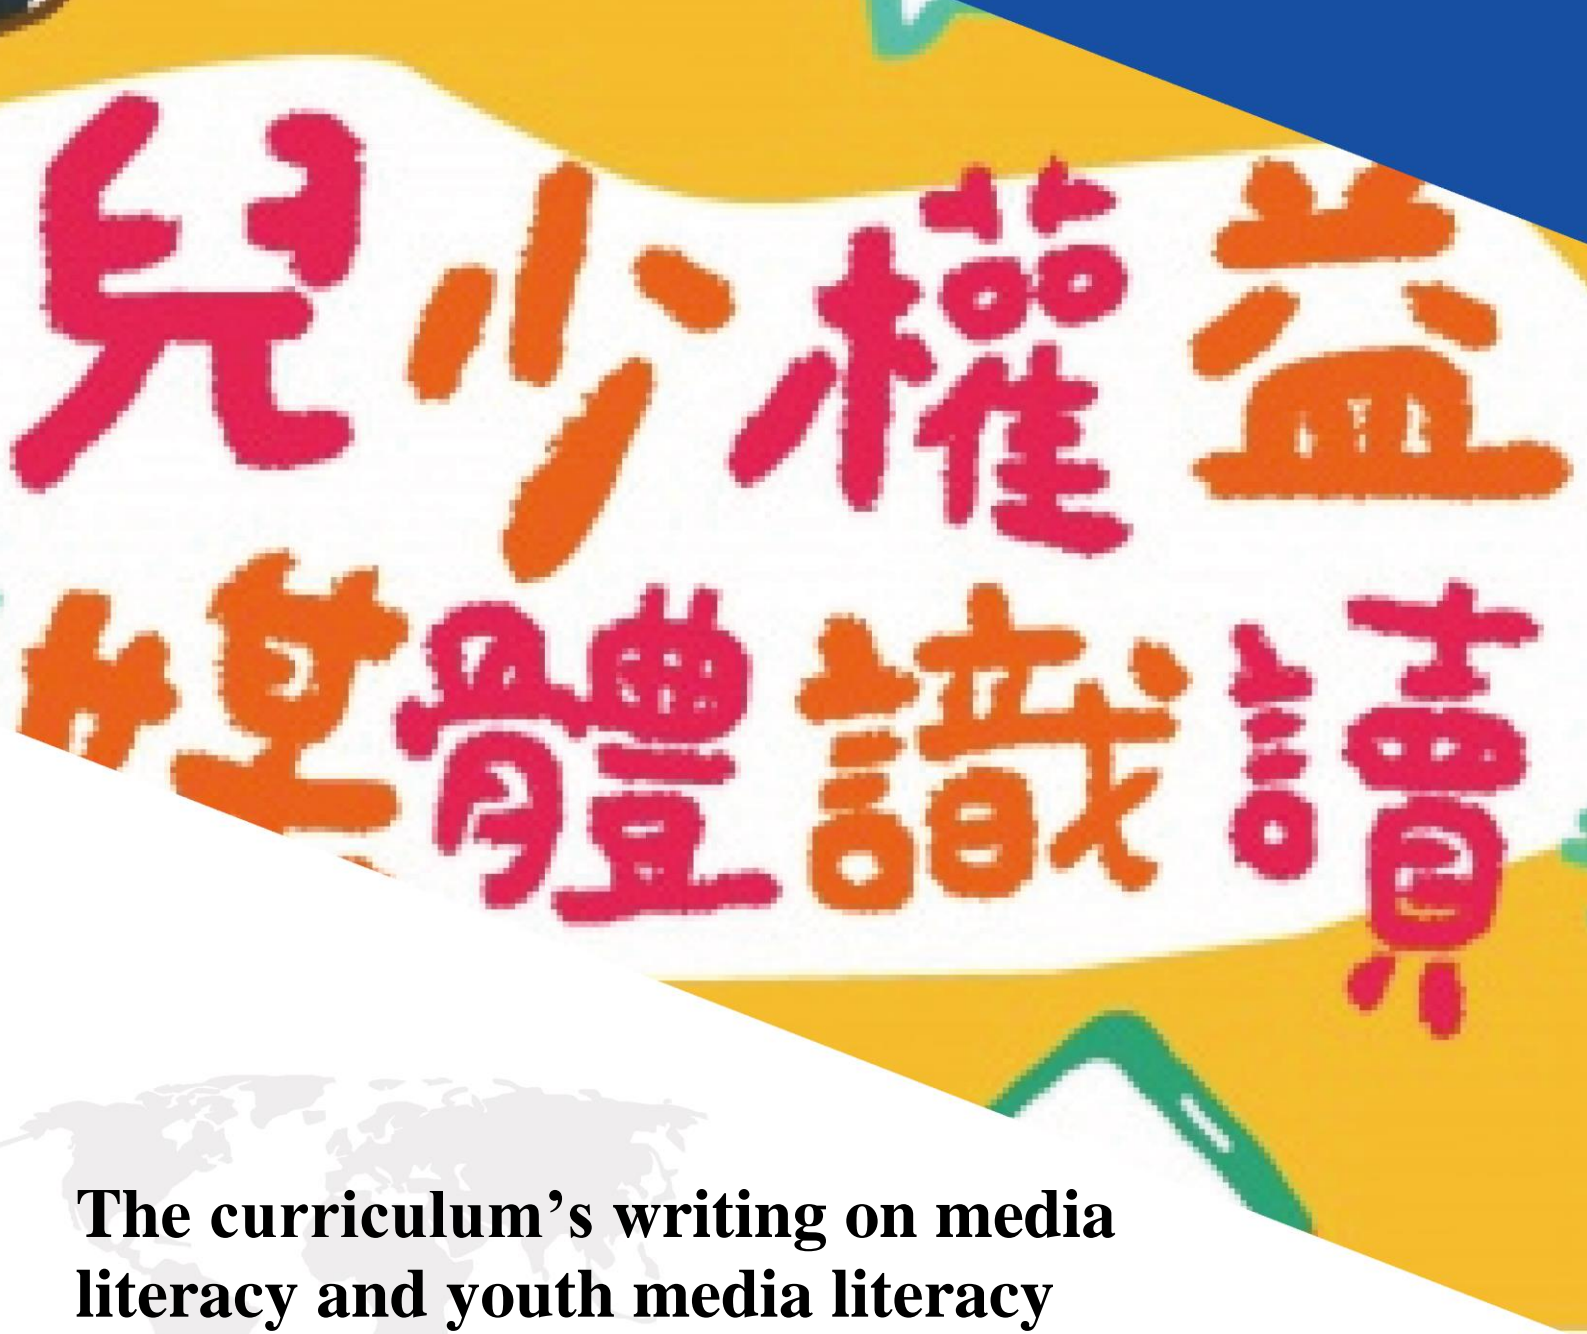 兒少權益
媒體識讀
The curriculum’s writing on media
literacy and youth media literacy